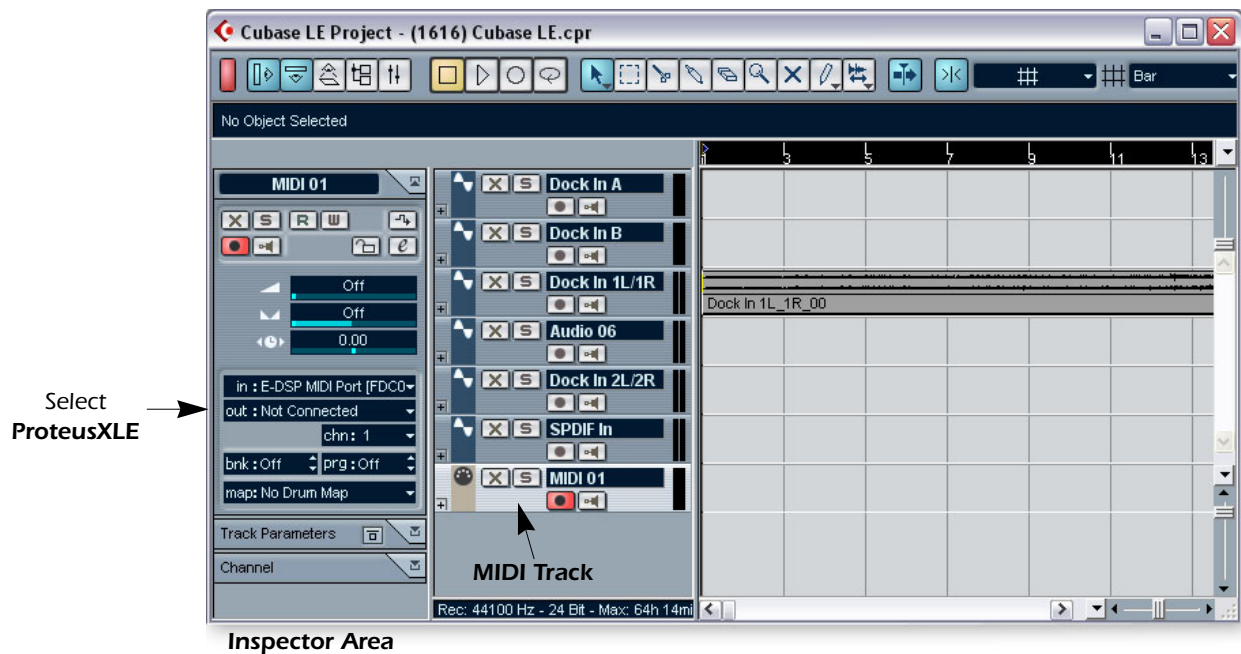 Cubase LE Project - (1616) Cubase LE.cpr
Bar
No Object Selected
1 3 5 7 9 11 13
MIDI 01
X S R W
e
Off
Off
0.00
in : E-DSP MIDI Port [FDC0
out : Not Connected
chn: 1
bnk: Off prg: Off
map: No Drum Map
Track Parameters
Channel
X S Dock In A
X S Dock In B
X S Dock In 1L/1R
X S Audio 06
X S Dock In 2L/2R
X S SPDIF In
X S MIDI 01
Dock In 1L_1R_00
Select
ProteusXLE
MIDI Track
Rec: 44100 Hz - 24 Bit - Max: 64h 14mi
Inspector Area